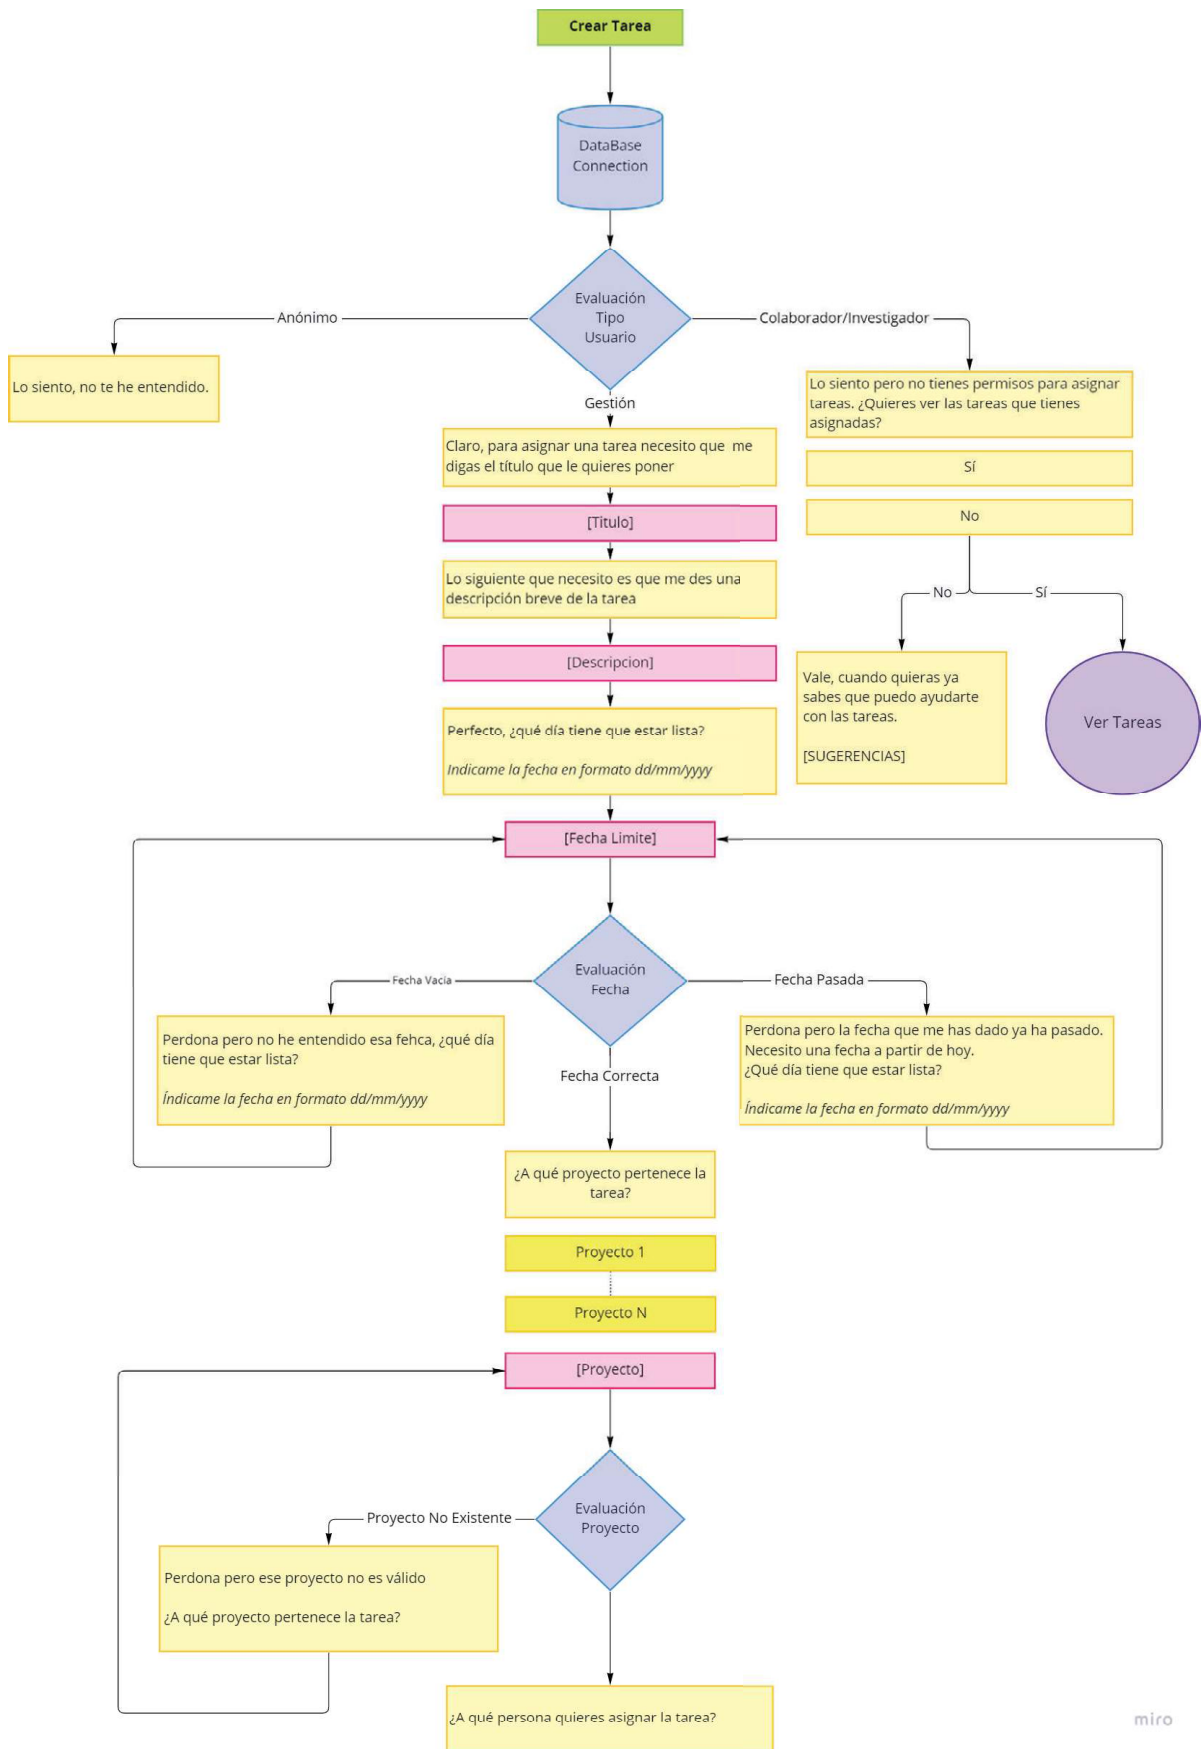 Crear Tarea
DataBase
Connection
Evaluación
Tipo
Usuario
Anónimo
Colaborador/Investigador
Gestión
Lo siento, no te he entendido.
Lo siento pero no tienes permisos para asignar
tareas. ¿Quieres ver las tareas que tienes
asignadas?
Sí
No
Claro, para asignar una tarea necesito que me
digas el título que le quieres poner
[Titulo]
Lo siguiente que necesito es que me des una
descripción breve de la tarea
[Descripcion]
No
Sí
Vale, cuando quieras ya
sabes que puedo ayudarte
con las tareas.
[SUGERENCIAS]
Ver Tareas
Perfecto, ¿qué día tiene que estar lista?
Indicame la fecha en formato dd/mm/yyyy
[Fecha Limite]
Evaluación
Fecha
Fecha Vacía
Fecha Pasada
Fecha Correcta
Perdona pero no he entendido esa fehca, ¿qué día
tiene que estar lista?
Índicame la fecha en formato dd/mm/yyyy
Perdona pero la fecha que me has dado ya ha pasado.
Necesito una fecha a partir de hoy.
¿Qué día tiene que estar lista?
Índicame la fecha en formato dd/mm/yyyy
¿A qué proyecto pertenece la
tarea?
Proyecto 1
Proyecto N
[Proyecto]
Evaluación
Proyecto
Proyecto No Existente
Perdona pero ese proyecto no es válido
¿A qué proyecto pertenece la tarea?
¿A qué persona quieres asignar la tarea?
miro